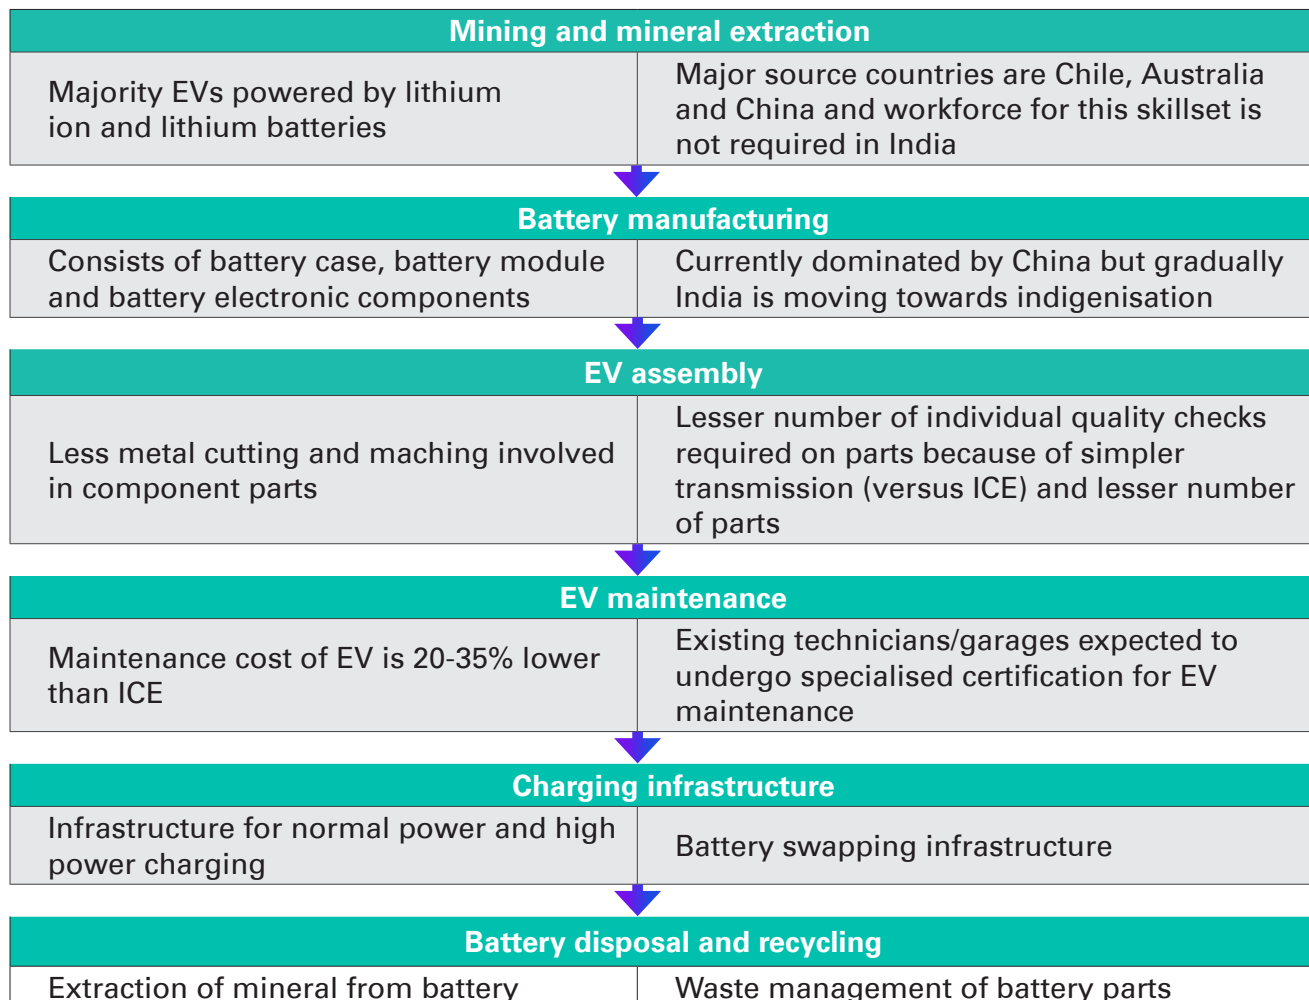 Mining and mineral extraction
Majority EVs powered by lithium
ion and lithium batteries
Major source countries are Chile, Australia
and China and workforce for this skillset is
not required in India
Battery manufacturing
Consists of battery case, battery module
and battery electronic components
Currently dominated by China but gradually
India is moving towards indigenisation
EV assembly
Less metal cutting and maching involved
in component parts
Lesser number of individual quality checks
required on parts because of simpler
transmission (versus ICE) and lesser number
of parts
EV maintenance
Maintenance cost of EV is 20-35% lower
than ICE
Existing technicians/garages expected to
undergo specialised certification for EV
maintenance
Charging infrastructure
Infrastructure for normal power and high
power charging
Battery swapping infrastructure
Battery disposal and recycling
Extraction of mineral from battery
Waste management of battery parts